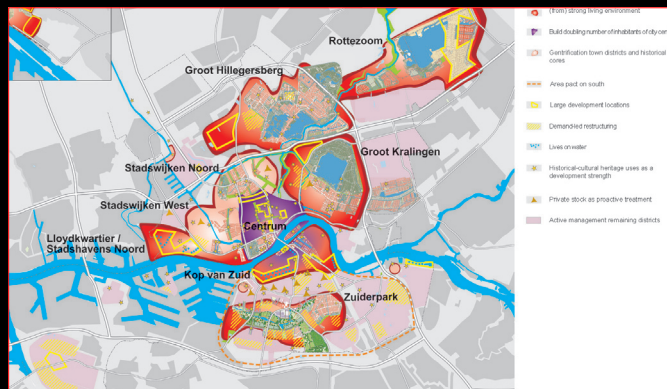 Rottezoom
Groot Hillegersberg
Groot Kralingen
Stadswijken Noord
Stadswijken West
Centrum
Lloydkwartier /
Stadshavens Noord
Kop van Zuid
Zuiderpark
(from) strong living environment
Build doubling number of inhabitants of city cen
Gentrification town districts and historical
cores
Area pact on south
Large development locations
Demand-led restructuring
Lives on water
Historical-cultural heritage uses as a
development strength
Private stock as proactive treatment
Active management remaining districts